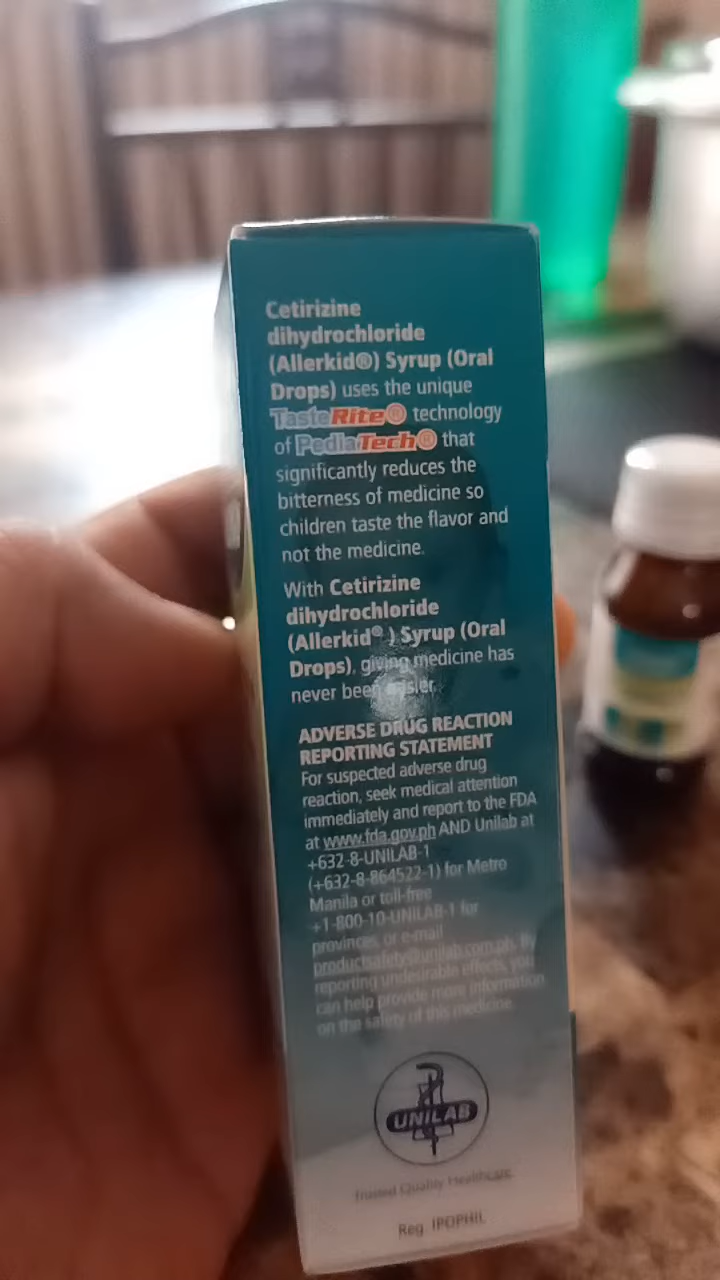 Cetirizine
dihydrochloride
(Allerkid®) Syrup (Oral
Drops) uses the unique
TasteRite® technology
of PediaTech® that
significantly reduces the
bitterness of medicine so
children taste the flavor and
not the medicine.
With Cetirizine
dihydrochloride
(Allerkid®) Syrup (Oral
Drops), giving medicine has
never been easier.
ADVERSE DRUG REACTION
REPORTING STATEMENT
For suspected adverse drug
reaction, seek medical attention
immediately and report to the FDA
at www.fda.gov.ph AND Unilab at
+632-8-UNILAB-1
(+632-8-864522-1) for Metro
Manila or toll-free
+1-800-10-UNILAB-1 for
provinces, or e-mail
productsafety@unilab.com.ph. By
reporting undesirable effects, you
can help provide more information
on the safety of this medicine.
UNILAB
Trusted Quality Healthcare
Reg. IPOPHIL